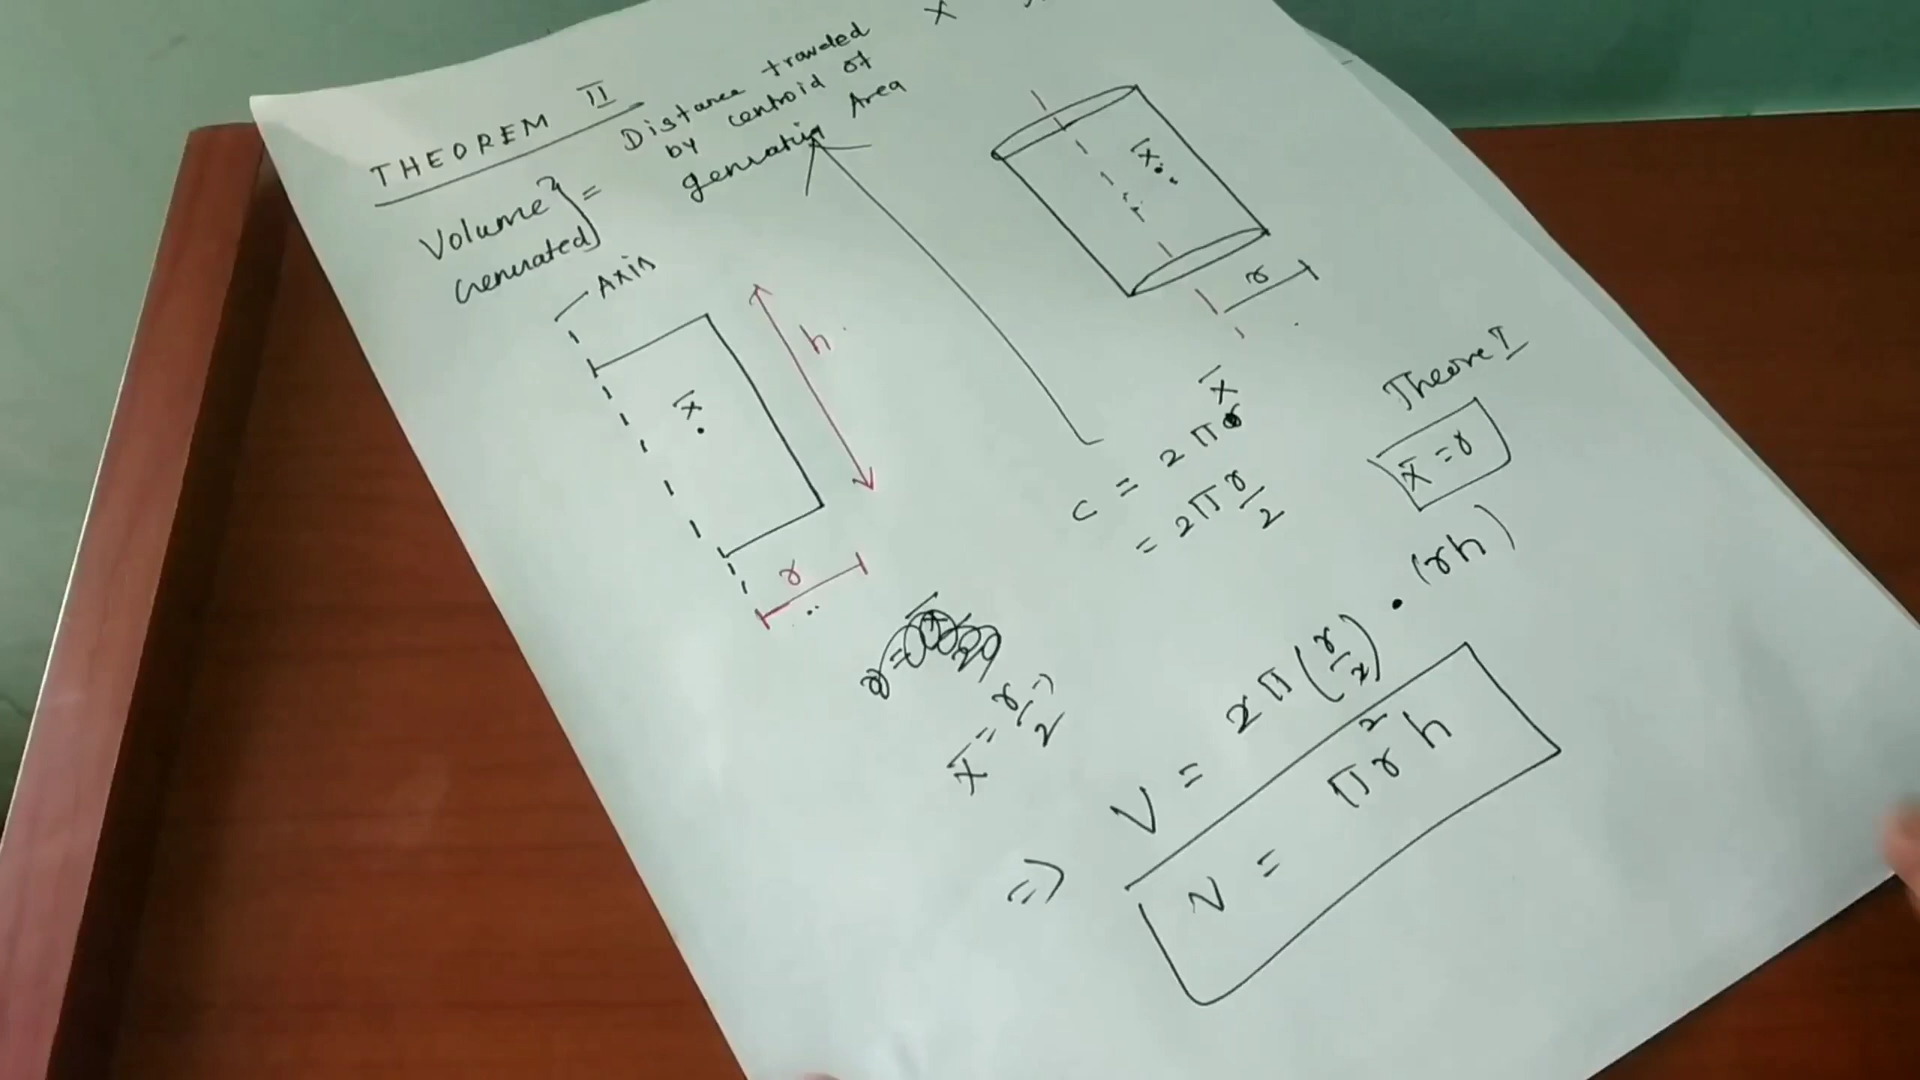 THEOREM II
Volume Generated} = Distance traveled
by centroid of
generating Area
X
Axis
x̄
h
r
x̄
r
x̄
C = 2π
= 2π r/2
Theore I
x̄ = r
x̄ = r/2
V = 2π (r/2) · (rh)
⇒ V = πr²h